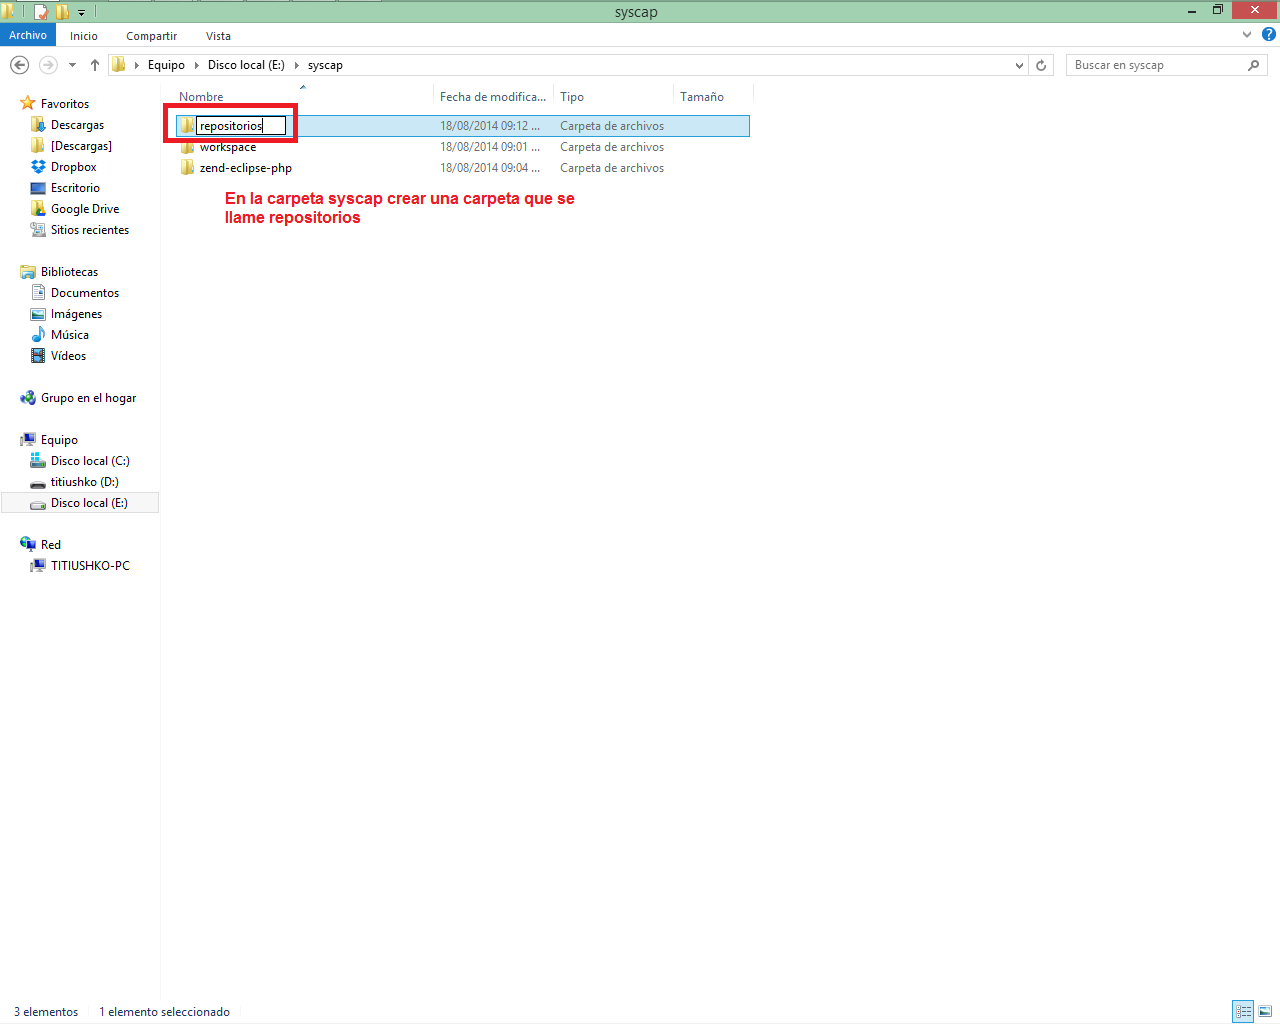 syscap
Archivo Inicio Compartir Vista
Equipo Disco local (E:) syscap Buscar en syscap
Nombre Fecha de modifica... Tipo Tamaño
repositorios 18/08/2014 09:12 ... Carpeta de archivos
workspace 18/08/2014 09:01 ... Carpeta de archivos
zend-eclipse-php 18/08/2014 09:04 ... Carpeta de archivos
En la carpeta syscap crear una carpeta que se
llame repositorios
Favoritos
Descargas
[Descargas]
Dropbox
Escritorio
Google Drive
Sitios recientes
Bibliotecas
Documentos
Imágenes
Música
Vídeos
Grupo en el hogar
Equipo
Disco local (C:)
titiushko (D:)
Disco local (E:)
Red
TITIUSHKO-PC
3 elementos 1 elemento seleccionado